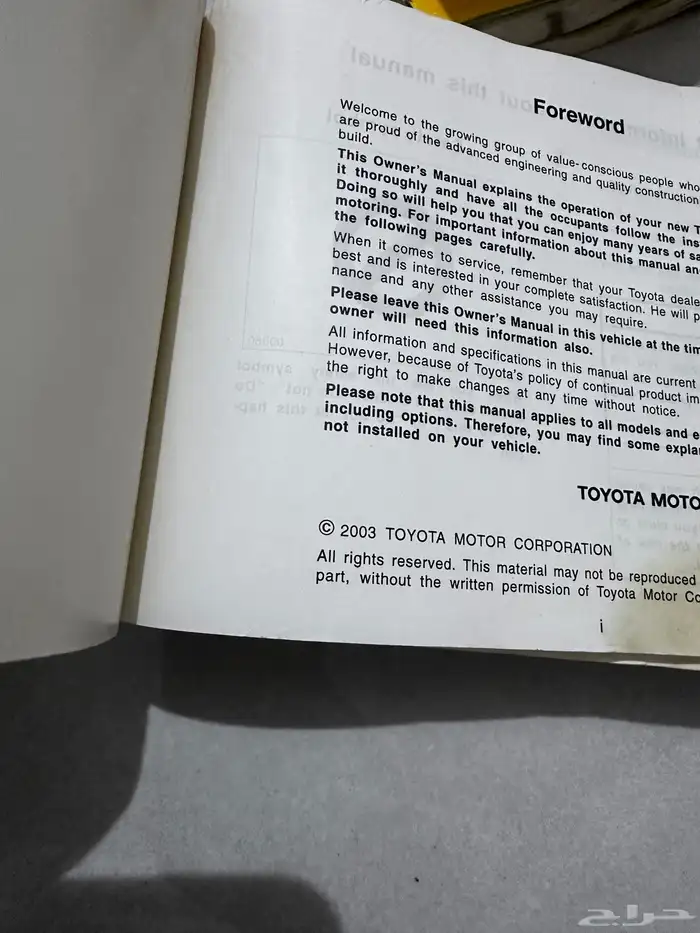 Foreword
Welcome to the growing group of value-conscious people who
are proud of the advanced engineering and quality construction
build.
This Owner's Manual explains the operation of your new T
it thoroughly and have all the occupants follow the ins
Doing so will help you that you can enjoy many years of sa
motoring. For important information about this manual an
the following pages carefully.
When it comes to service, remember that your Toyota deale
best and is interested in your complete satisfaction. He will p
nance and any other assistance you may require.
Please leave this Owner's Manual in this vehicle at the tim
owner will need this information also.
All information and specifications in this manual are current
However, because of Toyota's policy of continual product im
the right to make changes at any time without notice.
Please note that this manual applies to all models and e
including options. Therefore, you may find some expla
not installed on your vehicle.
TOYOTA MOTO
© 2003 TOYOTA MOTOR CORPORATION
All rights reserved. This material may not be reproduced
part, without the written permission of Toyota Motor Co
i
حراج